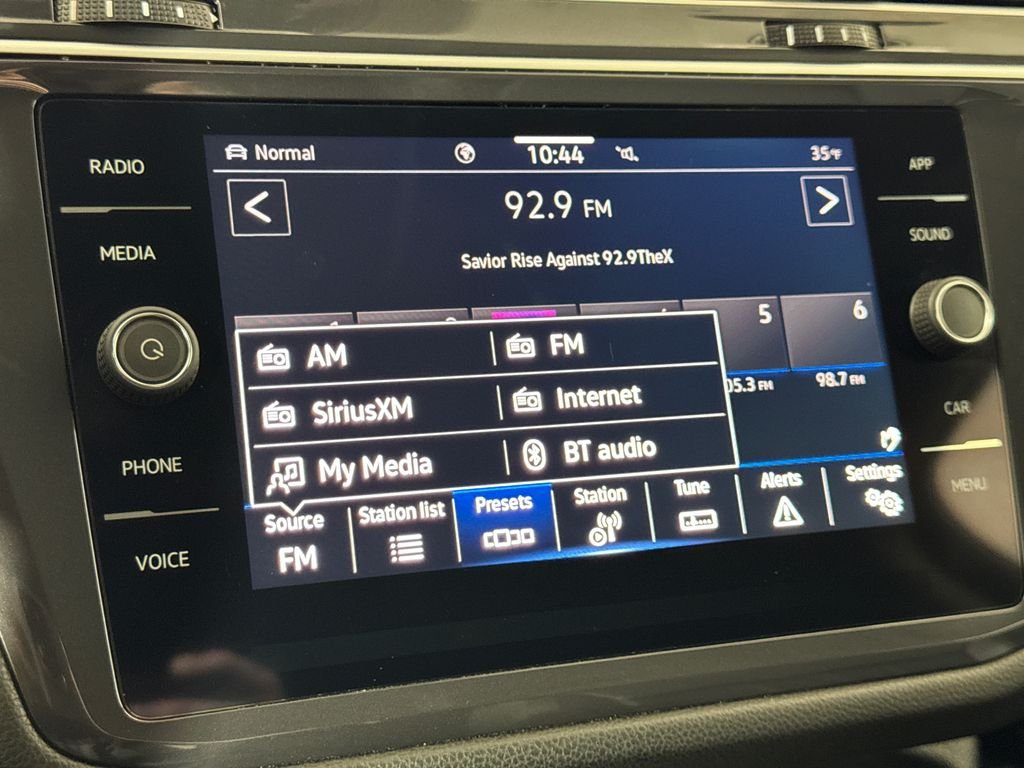 RADIO
MEDIA
PHONE
VOICE
Normal
10:44
35°F
92.9 FM
Savior Rise Against 92.9TheX
5
6
05.3 FM
98.7 FM
AM
FM
SiriusXM
Internet
My Media
BT audio
Source
FM
Station list
Presets
Station
Tune
Alerts
Settings
APP
SOUND
CAR
MENU